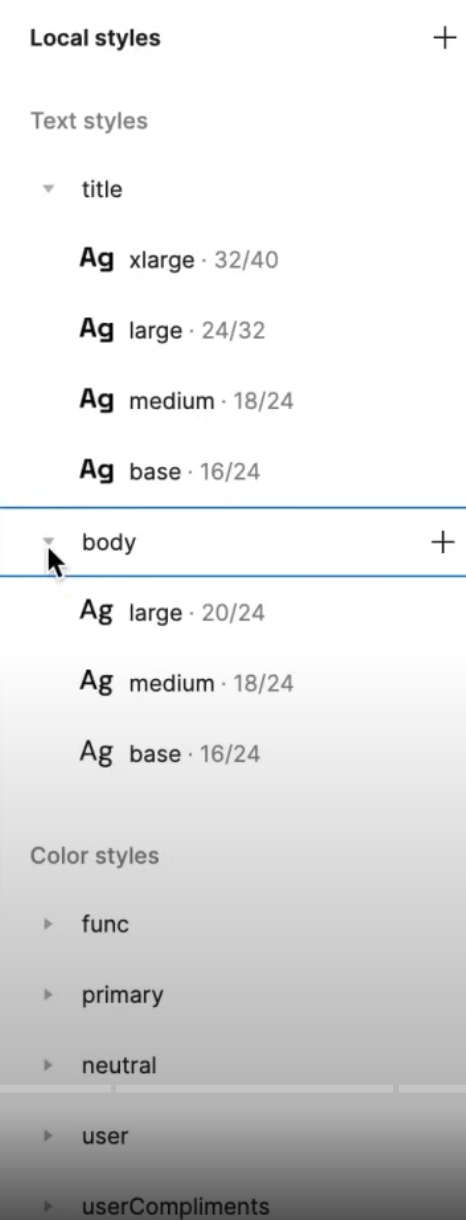 Local styles
Text styles
title
Ag xlarge · 32/40
Ag large · 24/32
Ag medium · 18/24
Ag base · 16/24
body
Ag large · 20/24
Ag medium · 18/24
Ag base · 16/24
Color styles
func
primary
neutral
user
userCompliments